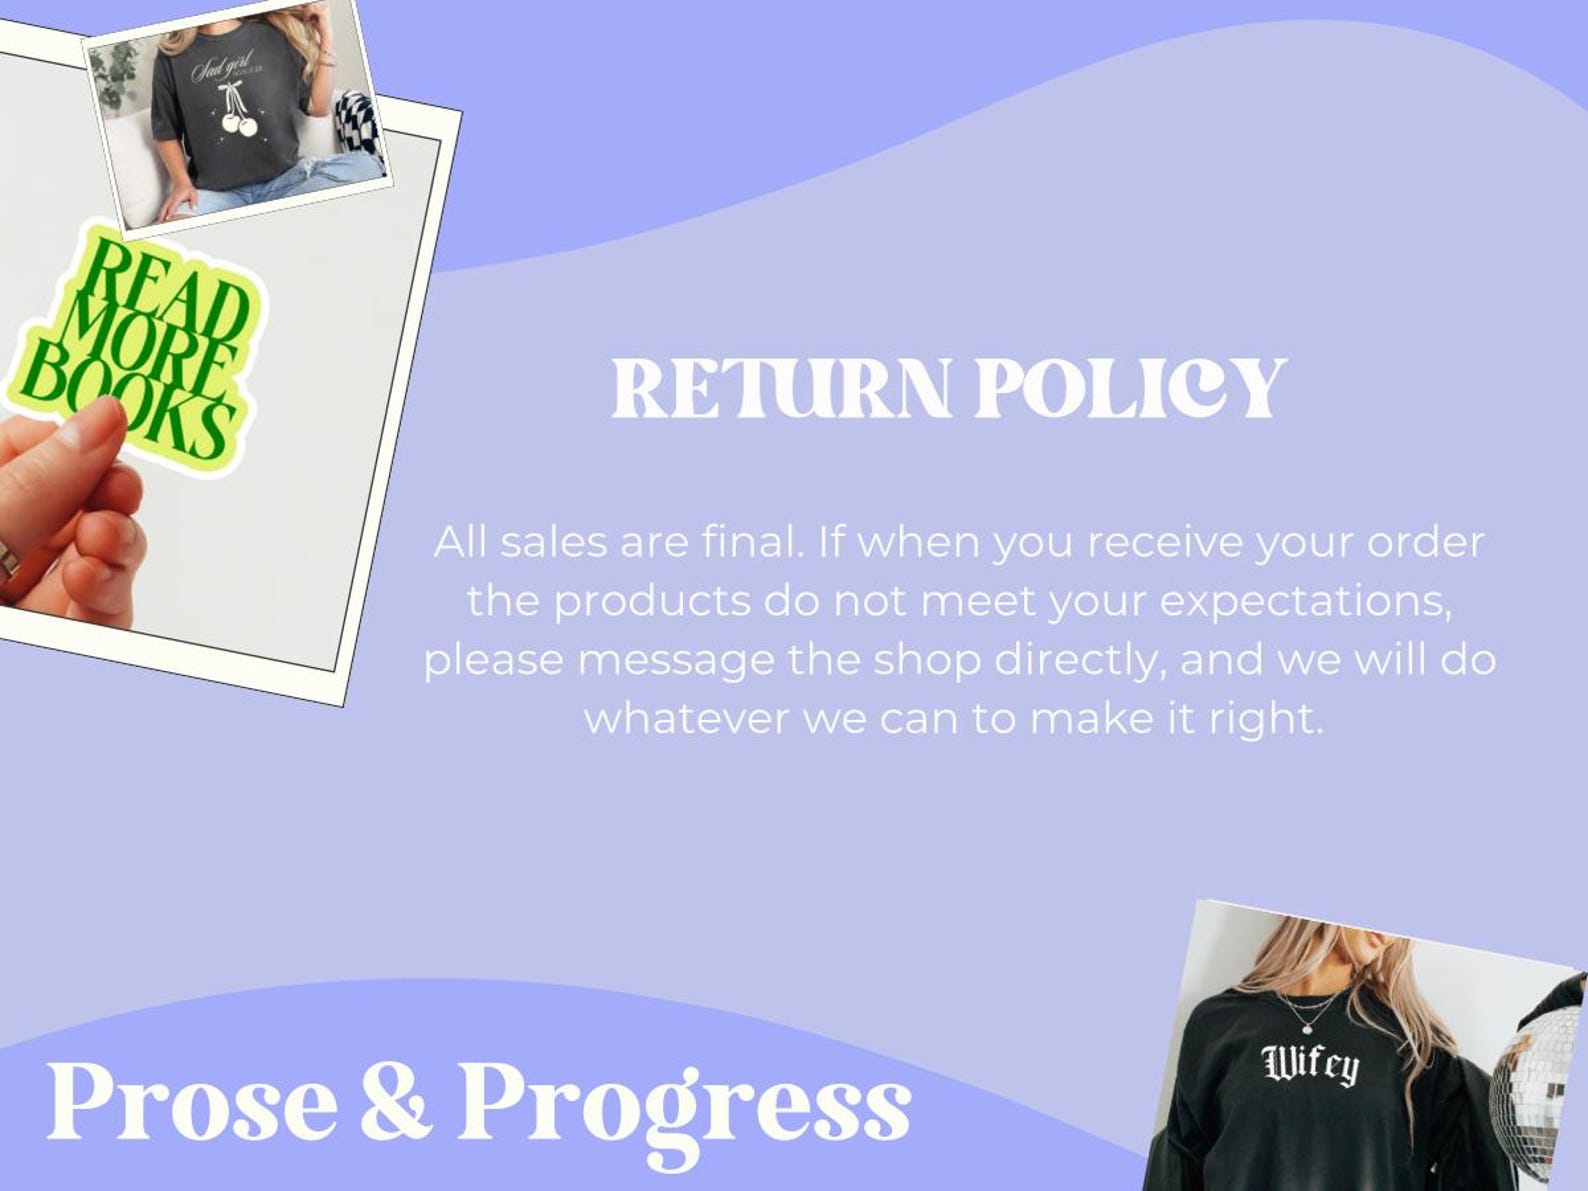 Sad girl
READ
MORE
BOOKS
RETURN POLICY
All sales are final. If when you receive your order
the products do not meet your expectations,
please message the shop directly, and we will do
whatever we can to make it right.
Prose & Progress
Wifey